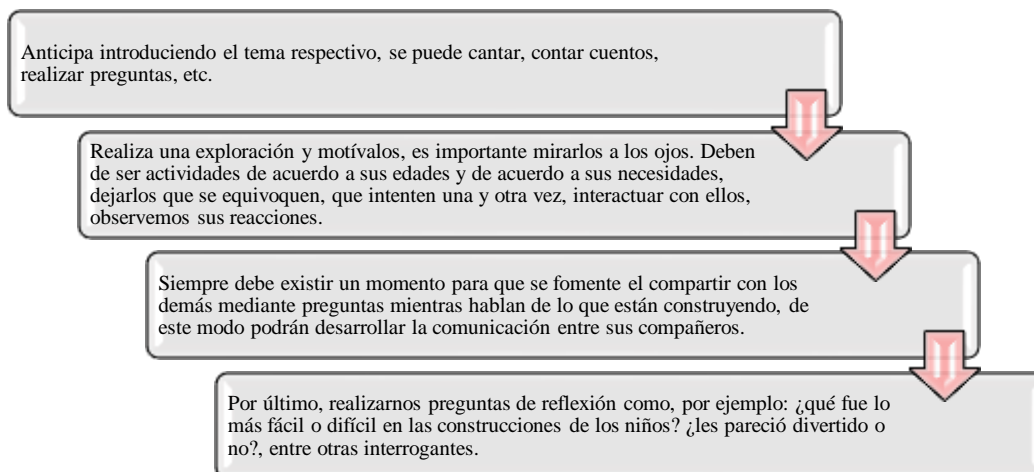 Anticipa introduciendo el tema respectivo, se puede cantar, contar cuentos,
realizar preguntas, etc.
Realiza una exploración y motívalos, es importante mirarlos a los ojos. Deben
de ser actividades de acuerdo a sus edades y de acuerdo a sus necesidades,
dejarlos que se equivoquen, que intenten una y otra vez, interactuar con ellos,
observemos sus reacciones.
Siempre debe existir un momento para que se fomente el compartir con los
demás mediante preguntas mientras hablan de lo que están construyendo, de
este modo podrán desarrollar la comunicación entre sus compañeros.
Por último, realizarnos preguntas de reflexión como, por ejemplo: ¿qué fue lo
más fácil o difícil en las construcciones de los niños? ¿les pareció divertido o
no?, entre otras interrogantes.